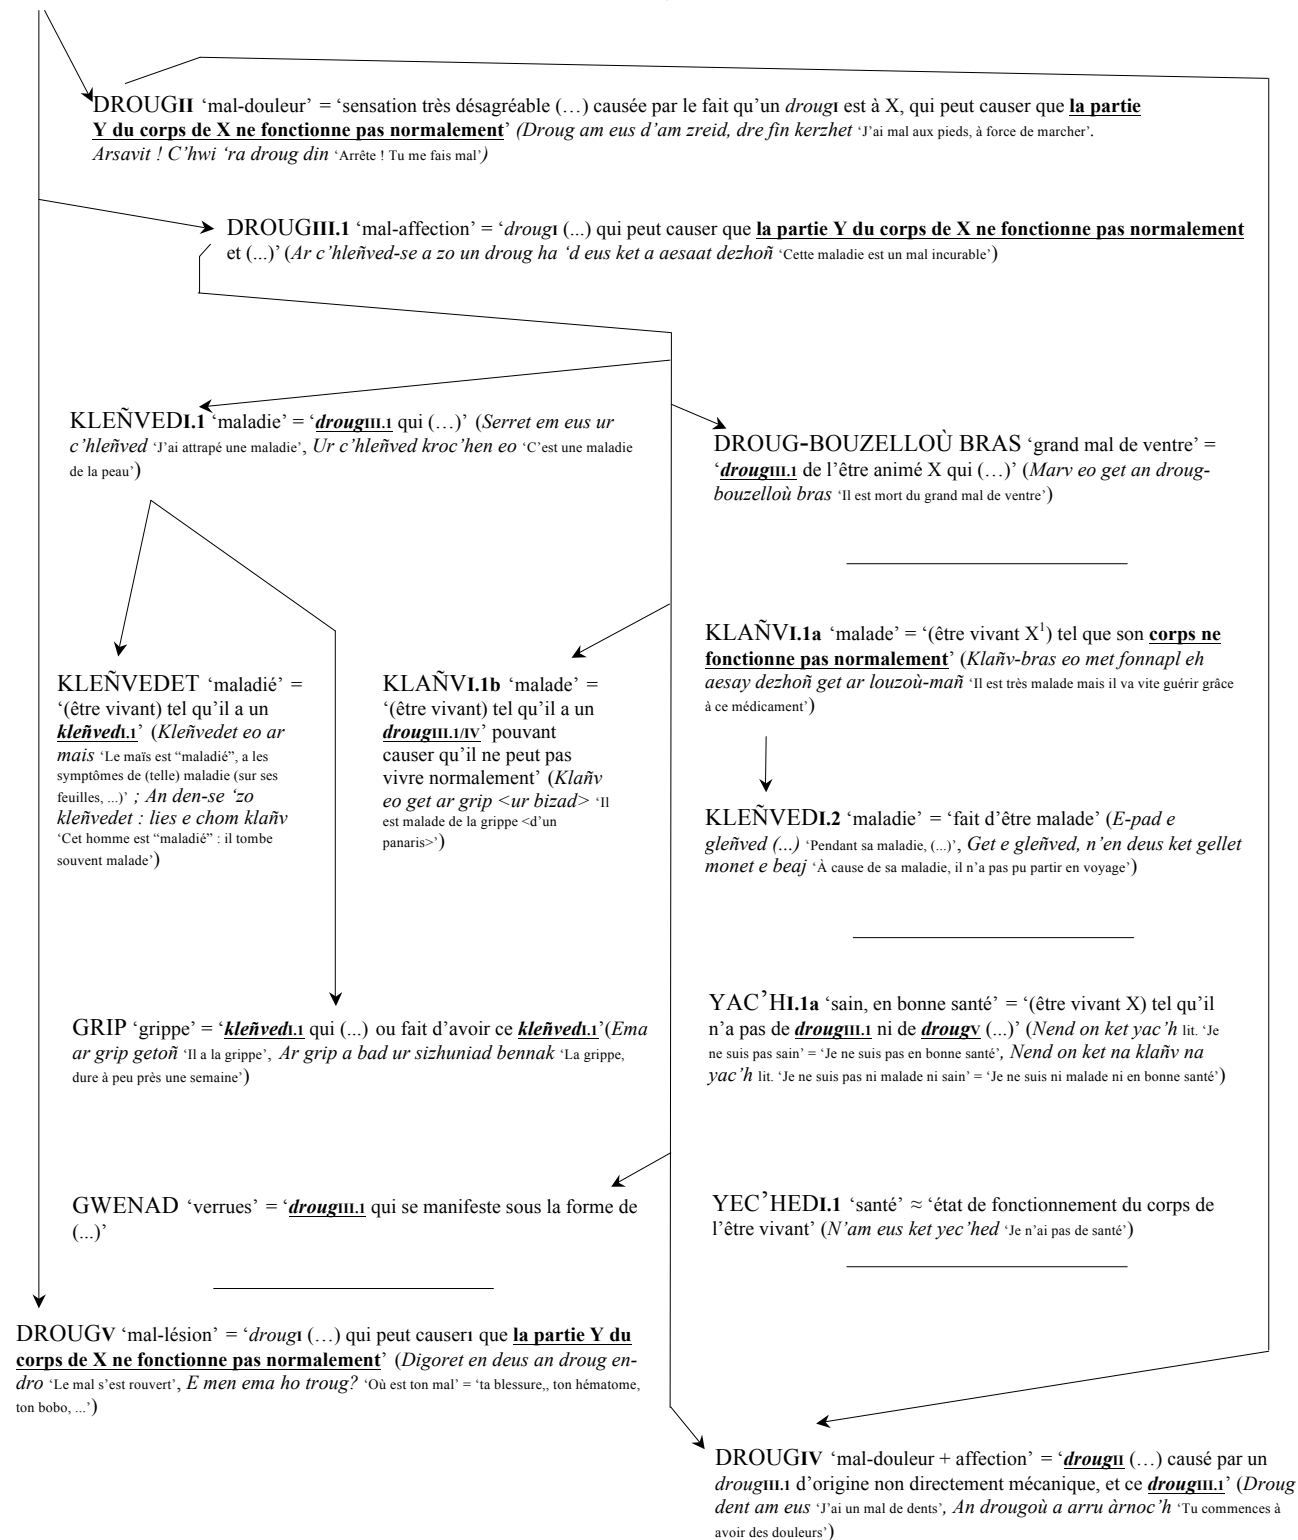 DROUGII ‘mal-douleur’ = ‘sensation très désagréable (…) causée par le fait qu’un drougI est à X, qui peut causer que la partie
Y du corps de X ne fonctionne pas normalement’ (Droug am eus d’am zreid, dre fin kerzhet ‘J’ai mal aux pieds, à force de marcher’.
Arsavit ! C’hwi ‘ra droug din ‘Arrête ! Tu me fais mal’)
DROUGIII.1 ‘mal-affection’ = ‘drougI (...) qui peut causer que la partie Y du corps de X ne fonctionne pas normalement
et (...)’ (Ar c’hleñved-se a zo un droug ha ‘d eus ket a aesaat dezhoñ ‘Cette maladie est un mal incurable’)
KLEÑVEDI.1 ‘maladie’ = ‘drougIII.1 qui (…)’ (Serret em eus ur
c’hleñved ‘J’ai attrapé une maladie’, Ur c’hleñved kroc’hen eo ‘C’est une maladie
de la peau’)
DROUG-BOUZELLOÙ BRAS ‘grand mal de ventre’ =
‘drougIII.1 de l’être animé X qui (…)’ (Marv eo get an droug-
bouzelloù bras ‘Il est mort du grand mal de ventre’)
KLEÑVEDET ‘maladié’ =
‘(être vivant) tel qu’il a un
kleñvedI.1’ (Kleñvedet eo ar
mais ‘Le maïs est “maladié”, a les
symptômes de (telle) maladie (sur ses
feuilles, ...)’ ; An den-se ‘zo
kleñvedet : lies e chom klañv
‘Cet homme est “maladié” : il tombe
souvent malade’)
KLAÑVI.1b ‘malade’ =
‘(être vivant) tel qu’il a un
drougIII.1/IV’ pouvant
causer qu’il ne peut pas
vivre normalement’ (Klañv
eo get ar grip <ur bizad> ‘Il
est malade de la grippe <d’un
panaris>’)
KLAÑVI.1a ‘malade’ = ‘(être vivant X1) tel que son corps ne
fonctionne pas normalement’ (Klañv-bras eo met fonnapl eh
aesay dezhoñ get ar louzoù-mañ ‘Il est très malade mais il va vite guérir grâce
à ce médicament’)
KLEÑVEDI.2 ‘maladie’ = ‘fait d’être malade’ (E-pad e
gleñved (...) ‘Pendant sa maladie, (...)’, Get e gleñved, n’en deus ket gellet
monet e beaj ‘À cause de sa maladie, il n’a pas pu partir en voyage’)
GRIP ‘grippe’ = ‘kleñvedI.1 qui (...) ou fait d’avoir ce kleñvedI.1’(Ema
ar grip getoñ ‘Il a la grippe’, Ar grip a bad ur sizhuniad bennak ‘La grippe,
dure à peu près une semaine’)
YAC’HI.1a ‘sain, en bonne santé’ = ‘(être vivant X) tel qu’il
n’a pas de drougIII.1 ni de drougV (...)’ (Nend on ket yac’h lit. ‘Je
ne suis pas sain’ = ‘Je ne suis pas en bonne santé’, Nend on ket na klañv na
yac’h lit. ‘Je ne suis pas ni malade ni sain’ = ‘Je ne suis ni malade ni en bonne santé’)
GWENAD ‘verrues’ = ‘drougIII.1 qui se manifeste sous la forme de
(...)’
YEC’HEDI.1 ‘santé’ ≈ ‘état de fonctionnement du corps de
l’être vivant’ (N’am eus ket yec’hed ‘Je n’ai pas de santé’)
DROUGV ‘mal-lésion’ = ‘drougI (…) qui peut causerI que la partie Y du
corps de X ne fonctionne pas normalement’ (Digoret en deus an droug en-
dro ‘Le mal s’est rouvert’, E men ema ho troug? ‘Où est ton mal’ = ‘ta blessure,, ton hématome,
ton bobo, ...’)
DROUGIV ‘mal-douleur + affection’ = ‘drougII (…) causé par un
drougIII.1 d’origine non directement mécanique, et ce drougIII.1’ (Droug
dent am eus ‘J’ai un mal de dents’, An drougoù a arru àrnoc’h ‘Tu commences à
avoir des douleurs’)